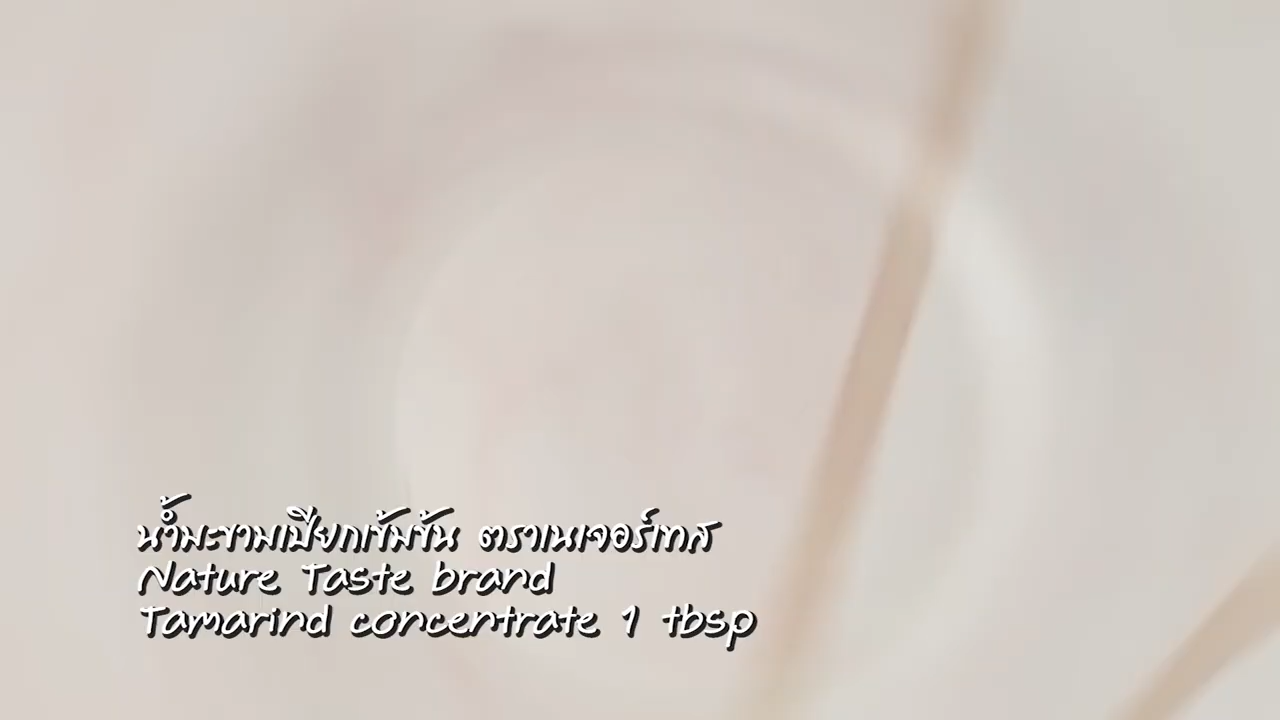 น้ำมะขามเปียกเข้มข้น ตราเนเจอร์เทส
Nature Taste brand
Tamarind concentrate 1 tbsp